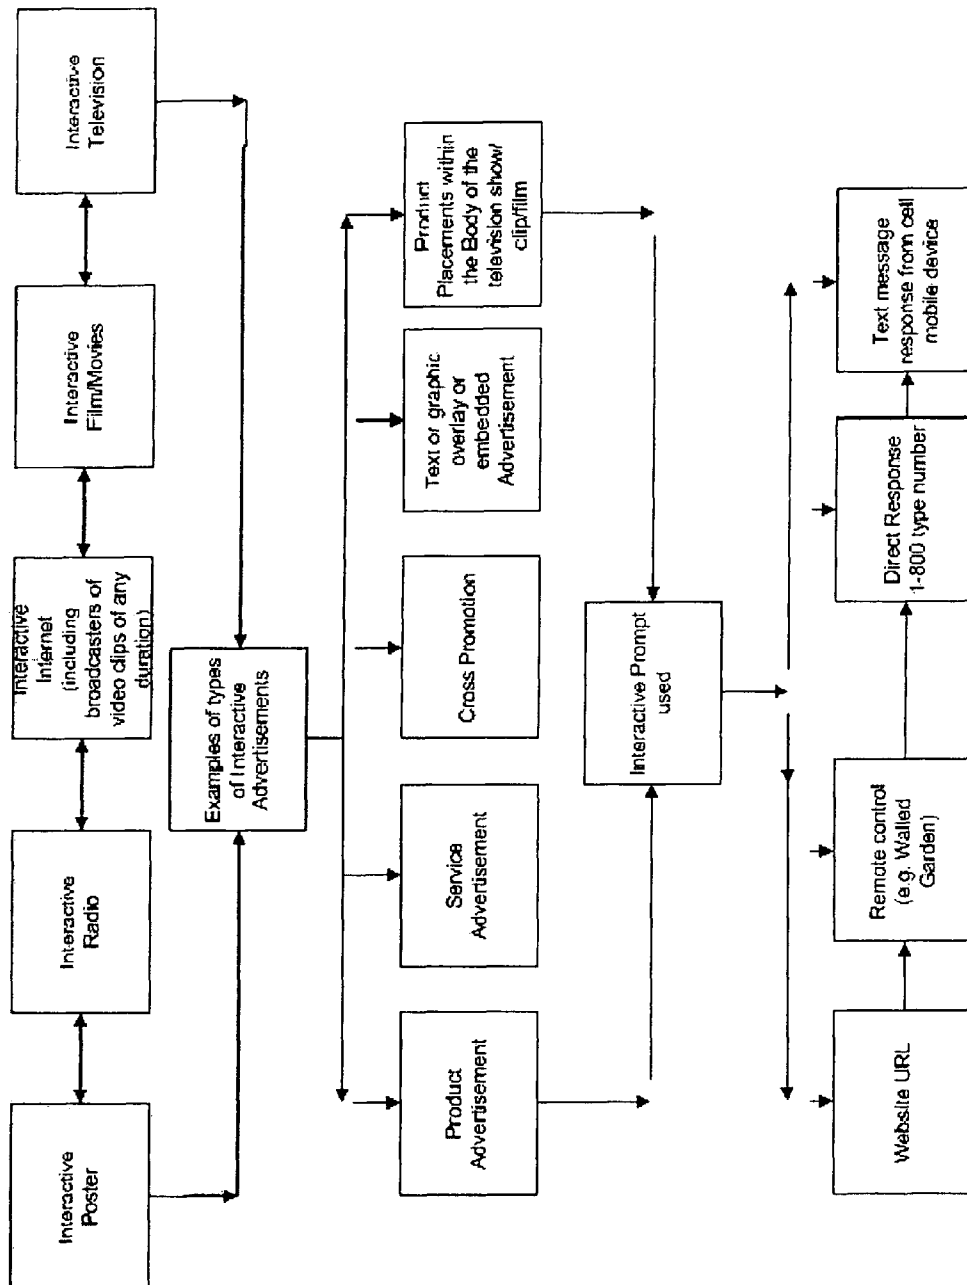 Interactive
Poster
Interactive
Radio
Interactive
Internet
(including
broadcasters of
video clips of any
duration)
Interactive
Film/Movies
Interactive
Television
Examples of types
of Interactive
Advertisements
Product
Advertisement
Service
Advertisement
Cross Promotion
Text or graphic
overlay or
embedded
Advertisement
Product
Placements within
the Body of the
television show/
clip/film
Interactive Prompt
used
Website URL
Remote control
(e.g. Walled
Garden)
Direct Response
1-800 type number
Text message
response from cell
mobile device